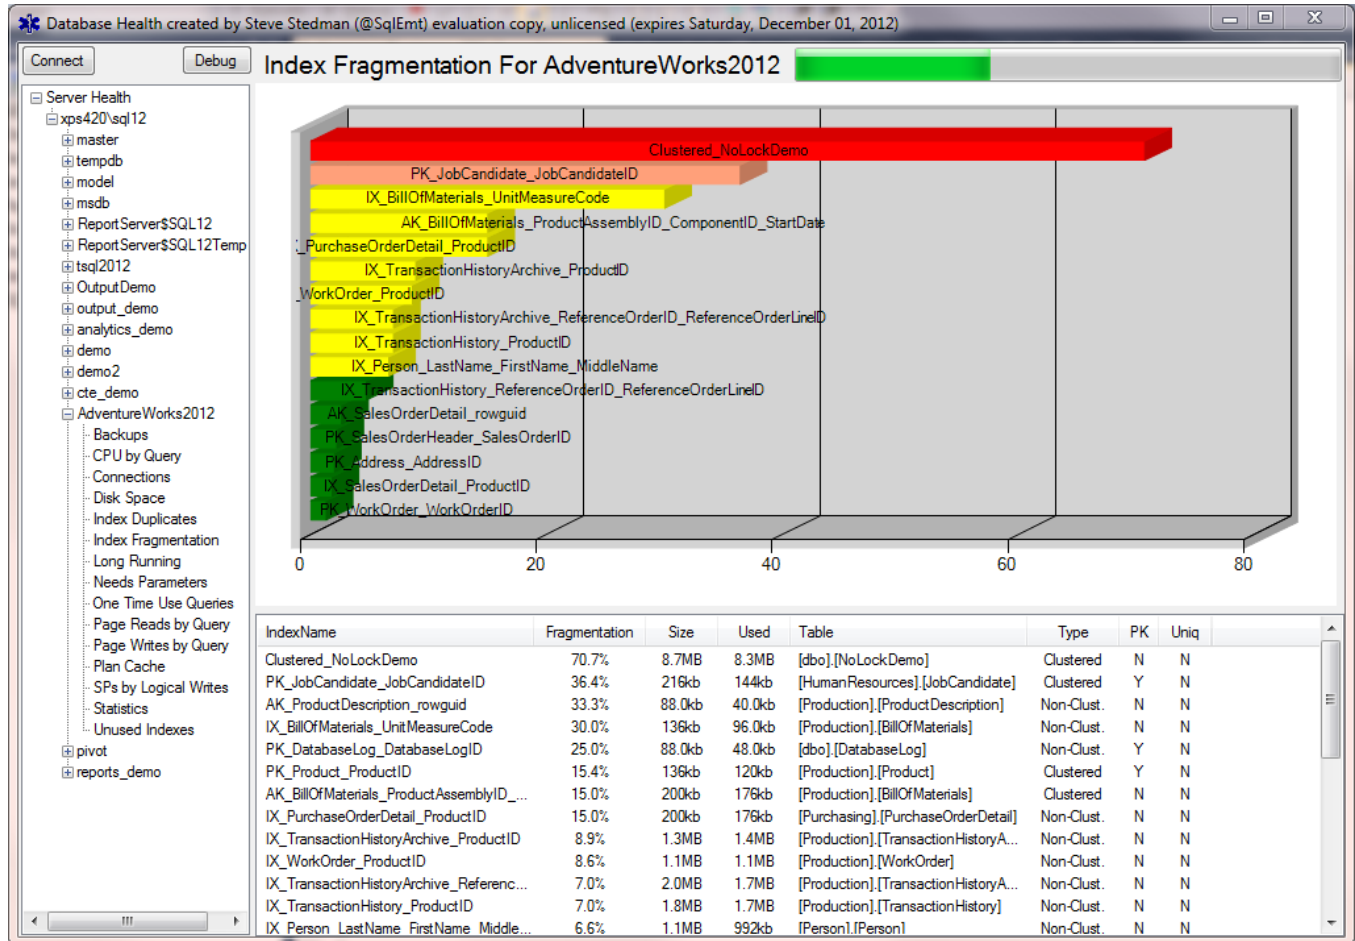 Database Health created by Steve Stedman (@SqlEmt) evaluation copy, unlicensed (expires Saturday, December 01, 2012)
Connect
Debug
Index Fragmentation For AdventureWorks2012
Server Health
xps420\sql12
master
tempdb
model
msdb
ReportServer$SQL12
ReportServer$SQL12Temp
tsql2012
OutputDemo
output_demo
analytics_demo
demo
demo2
cte_demo
AdventureWorks2012
Backups
CPU by Query
Connections
Disk Space
Index Duplicates
Index Fragmentation
Long Running
Needs Parameters
One Time Use Queries
Page Reads by Query
Page Writes by Query
Plan Cache
SPs by Logical Writes
Statistics
Unused Indexes
pivot
reports_demo
Clustered_NoLockDemo
PK_JobCandidate_JobCandidateID
IX_BillOfMaterials_UnitMeasureCode
AK_BillOfMaterials_ProductAssemblyID_ComponentID_StartDate
_PurchaseOrderDetail_ProductID
IX_TransactionHistoryArchive_ProductID
_WorkOrder_ProductID
IX_TransactionHistoryArchive_ReferenceOrderID_ReferenceOrderLineID
IX_TransactionHistory_ProductID
IX_Person_LastName_FirstName_MiddleName
IX_TransactionHistory_ReferenceOrderID_ReferenceOrderLineID
AK_SalesOrderDetail_rowguid
PK_SalesOrderHeader_SalesOrderID
PK_Address_AddressID
IX_SalesOrderDetail_ProductID
PK_WorkOrder_WorkOrderID
0 20 40 60 80
IndexName Fragmentation Size Used Table Type PK Uniq
Clustered_NoLockDemo 70.7% 8.7MB 8.3MB [dbo].[NoLockDemo] Clustered N N
PK_JobCandidate_JobCandidateID 36.4% 216kb 144kb [HumanResources].[JobCandidate] Clustered Y N
AK_ProductDescription_rowguid 33.3% 88.0kb 40.0kb [Production].[ProductDescription] Non-Clust. N N
IX_BillOfMaterials_UnitMeasureCode 30.0% 136kb 96.0kb [Production].[BillOfMaterials] Non-Clust. N N
PK_DatabaseLog_DatabaseLogID 25.0% 88.0kb 48.0kb [dbo].[DatabaseLog] Non-Clust. Y N
PK_Product_ProductID 15.4% 136kb 120kb [Production].[Product] Clustered Y N
AK_BillOfMaterials_ProductAssemblyID_... 15.0% 200kb 176kb [Production].[BillOfMaterials] Clustered N N
IX_PurchaseOrderDetail_ProductID 15.0% 200kb 176kb [Purchasing].[PurchaseOrderDetail] Non-Clust. N N
IX_TransactionHistoryArchive_ProductID 8.9% 1.3MB 1.4MB [Production].[TransactionHistoryA... Non-Clust. N N
IX_WorkOrder_ProductID 8.6% 1.1MB 1.1MB [Production].[WorkOrder] Non-Clust. N N
IX_TransactionHistoryArchive_Referenc... 7.0% 2.0MB 1.7MB [Production].[TransactionHistoryA... Non-Clust. N N
IX_TransactionHistory_ProductID 7.0% 1.8MB 1.7MB [Production].[TransactionHistory] Non-Clust. N N
IX_Person_LastName_FirstName_Middle... 6.6% 1.1MB 992kb [Person].[Person] Non-Clust. N N